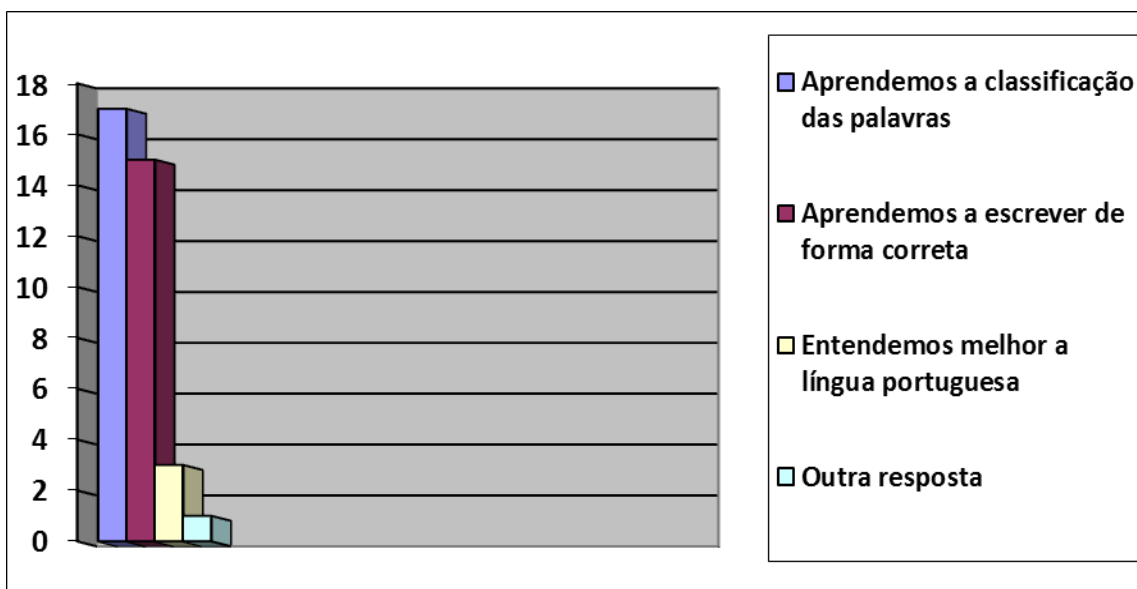 18
16
14
12
10
8
6
4
2
0
Aprendemos a classificação
das palavras
Aprendemos a escrever de
forma correta
Entendemos melhor a
língua portuguesa
Outra resposta